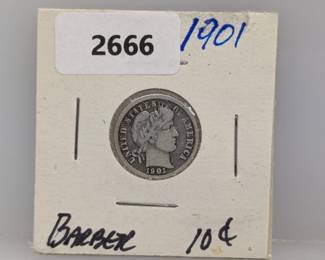 2666
1901
UNITED STATES OF AMERICA
1901
BARBER 10¢